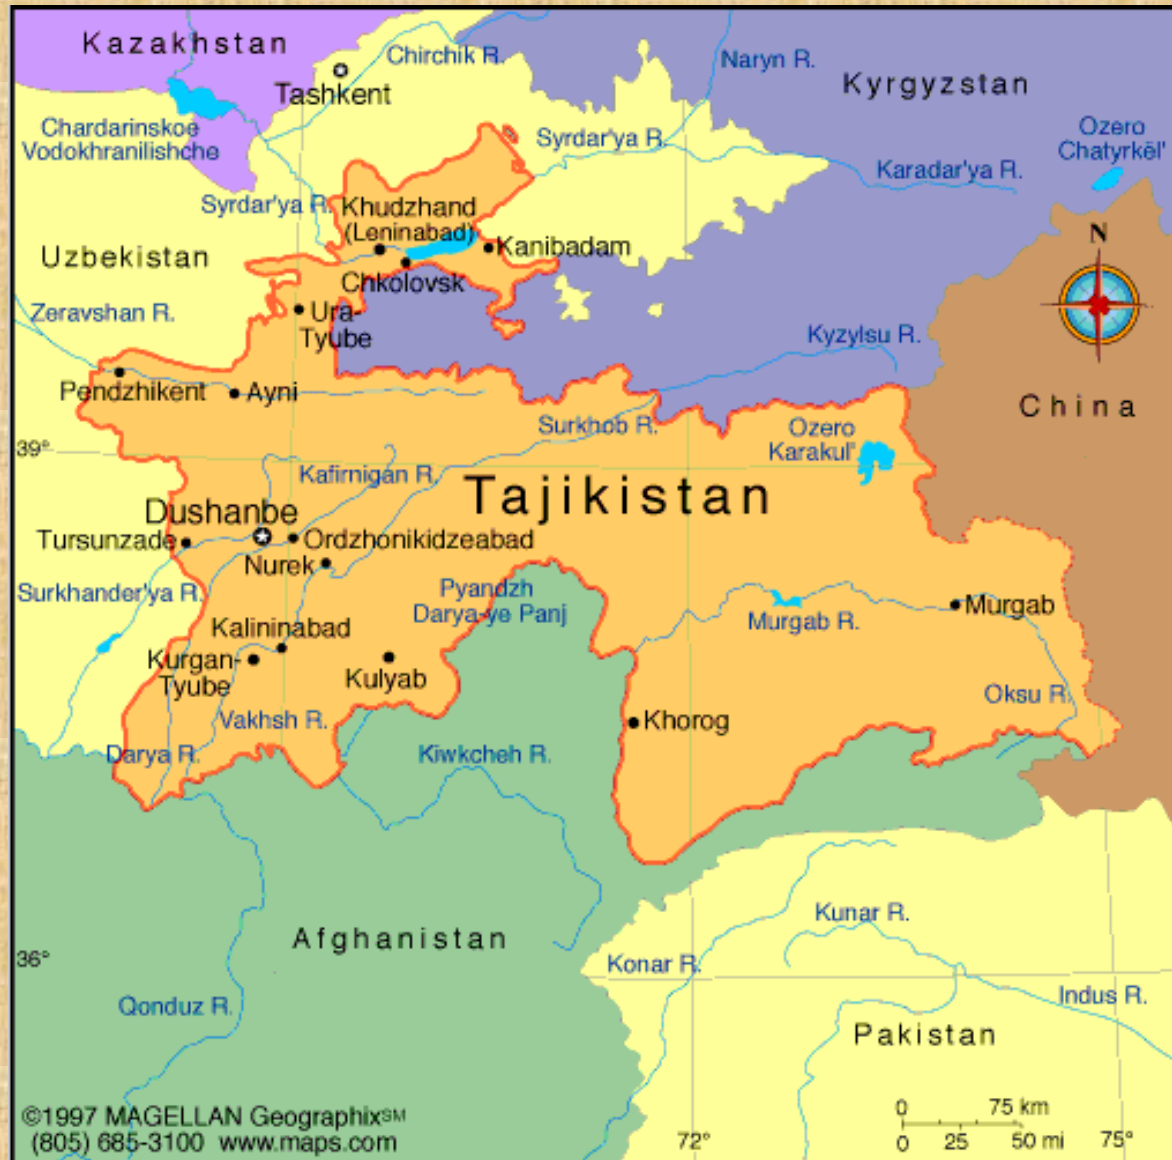 Kazakhstan
Chirchik R.
Naryn R.
Kyrgyzstan
Tashkent
Chardarinskoe
Vodokhranilishche
Syrdar'ya R.
Ozero
Chatyrkël'
Karadar'ya R.
Syrdar'ya R.
Khudzhand
(Leninabad)
N
Kanibadam
Uzbekistan
Chkolovsk
Zeravshan R.
Ura-
Tyube
Kyzylsu R.
Pendzhikent
Ayni
China
Surkhob R.
Ozero
Karakul'
39°
Kafirnigan R.
Tajikistan
Dushanbe
Tursunzade
Ordzhonikidzeabad
Nurek
Surkhander'ya R.
Pyandzh
Darya-ye Panj
Murgab
Murgab R.
Kalininabad
Kurgan-
Tyube
Kulyab
Oksu R.
Vakhsh R.
Khorog
Darya R.
Kiwkcheh R.
Kunar R.
Afghanistan
36°
Konar R.
Indus R.
Qonduz R.
Pakistan
©1997 MAGELLAN GeographixSM
(805) 685-3100 www.maps.com
0 75 km
0 25 50 mi
72°
75°